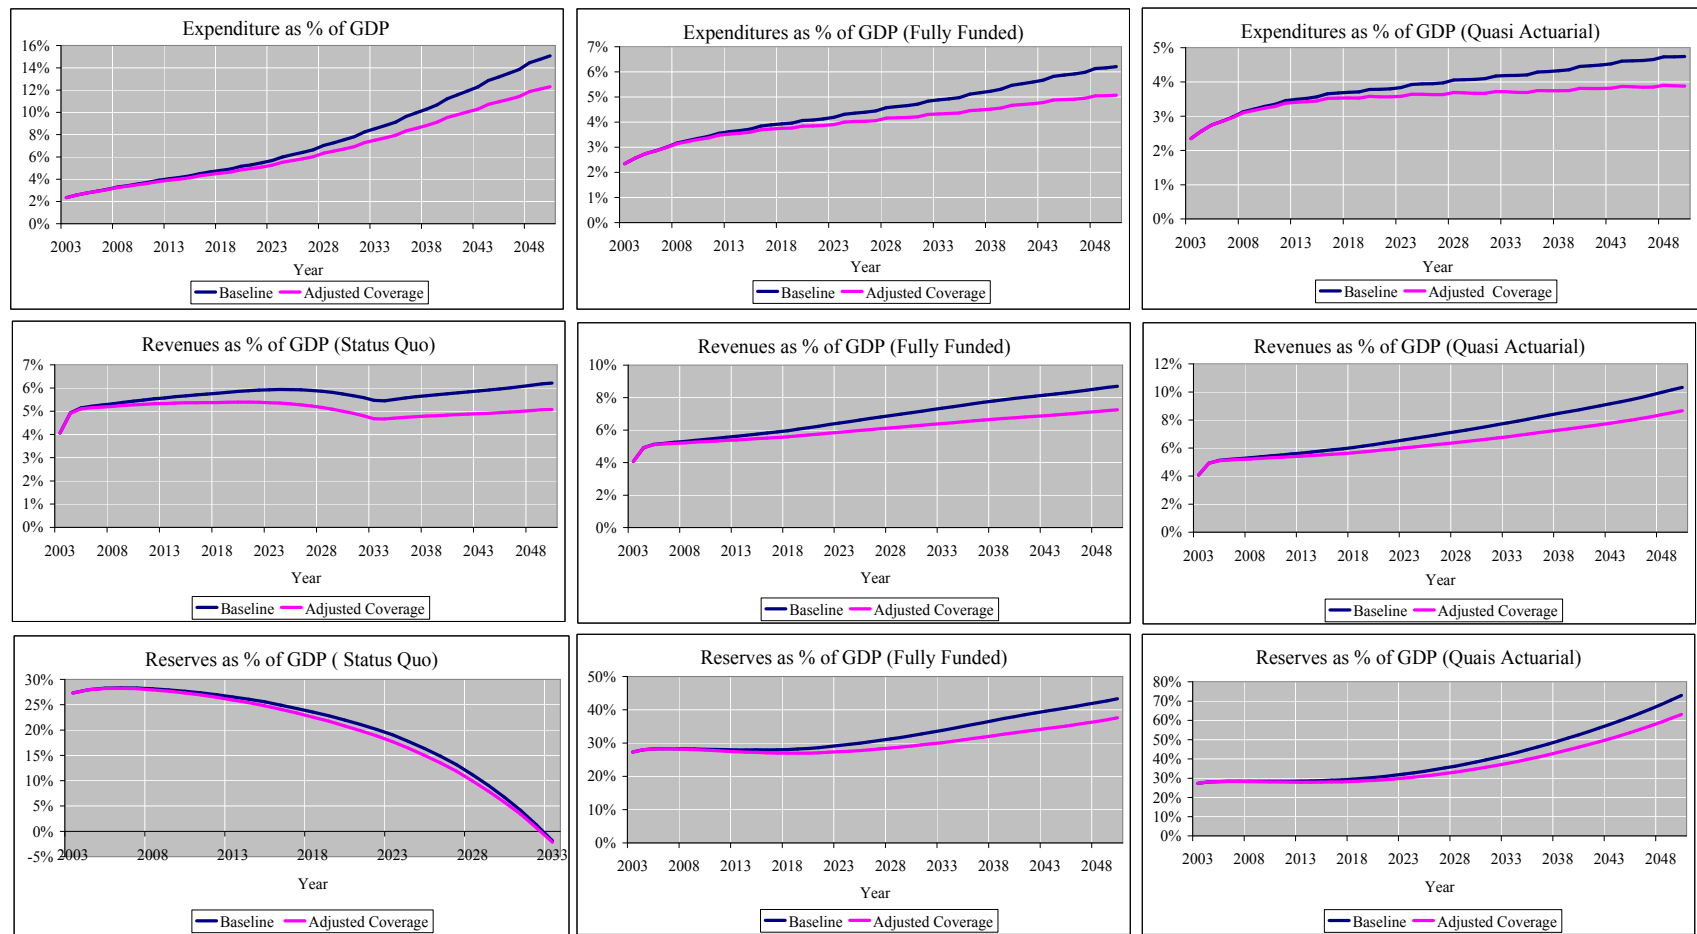 Expenditure as % of GDP
16%
14%
12%
10%
8%
6%
4%
2%
0%
2003 2008 2013 2018 2023 2028 2033 2038 2043 2048
Year
Baseline Adjusted Coverage
Expenditures as % of GDP (Fully Funded)
7%
6%
5%
4%
3%
2%
1%
0%
2003 2008 2013 2018 2023 2028 2033 2038 2043 2048
Year
Baseline Adjusted Coverage
Expenditures as % of GDP (Quasi Actuarial)
5%
4%
3%
2%
1%
0%
2003 2008 2013 2018 2023 2028 2033 2038 2043 2048
Year
Baseline Adjusted Coverage
Revenues as % of GDP (Status Quo)
7%
6%
5%
4%
3%
2%
1%
0%
2003 2008 2013 2018 2023 2028 2033 2038 2043 2048
Year
Baseline Adjusted Coverage
Revenues as % of GDP (Fully Funded)
10%
8%
6%
4%
2%
0%
2003 2008 2013 2018 2023 2028 2033 2038 2043 2048
Year
Baseline Adjusted Coverage
Revenues as % of GDP (Quasi Actuarial)
12%
10%
8%
6%
4%
2%
0%
2003 2008 2013 2018 2023 2028 2033 2038 2043 2048
Year
Baseline Adjusted Coverage
Reserves as % of GDP ( Status Quo)
30%
25%
20%
15%
10%
5%
0%
-5%
2003 2008 2013 2018 2023 2028 2033
Year
Baseline Adjusted Coverage
Reserves as % of GDP (Fully Funded)
50%
40%
30%
20%
10%
0%
2003 2008 2013 2018 2023 2028 2033 2038 2043 2048
Year
Baseline Adjusted Coverage
Reserves as % of GDP (Quais Actuarial)
80%
70%
60%
50%
40%
30%
20%
10%
0%
2003 2008 2013 2018 2023 2028 2033 2038 2043 2048
Year
Baseline Adjusted Coverage